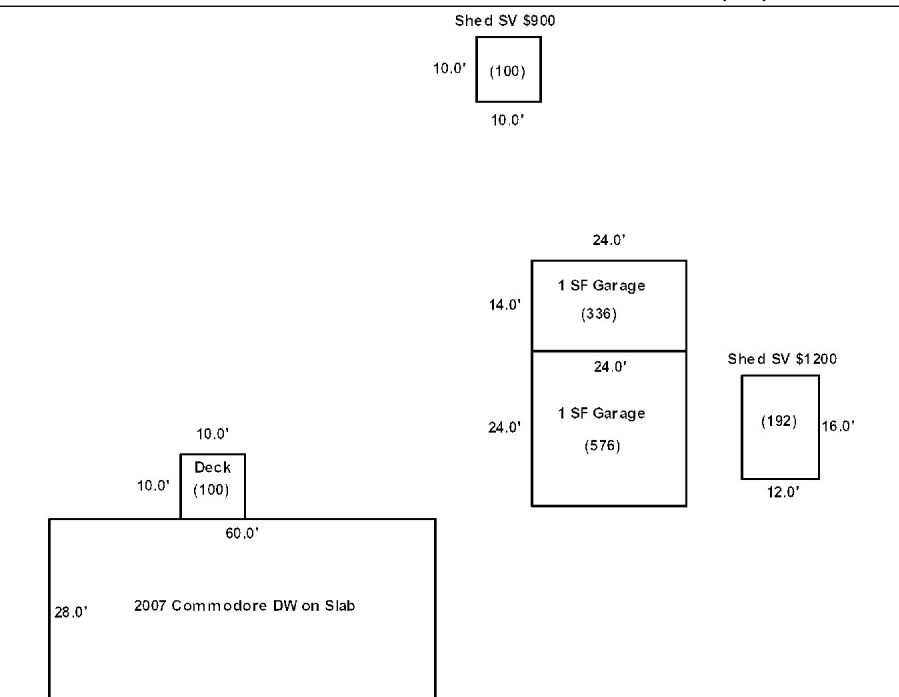 Shed SV $900
10.0'
(100)
10.0'
24.0'
14.0'
1 SF Garage
(336)
24.0'
24.0'
1 SF Garage
(576)
Shed SV $1200
(192)
16.0'
12.0'
10.0'
10.0'
Deck
(100)
60.0'
28.0'
2007 Commodore DW on Slab